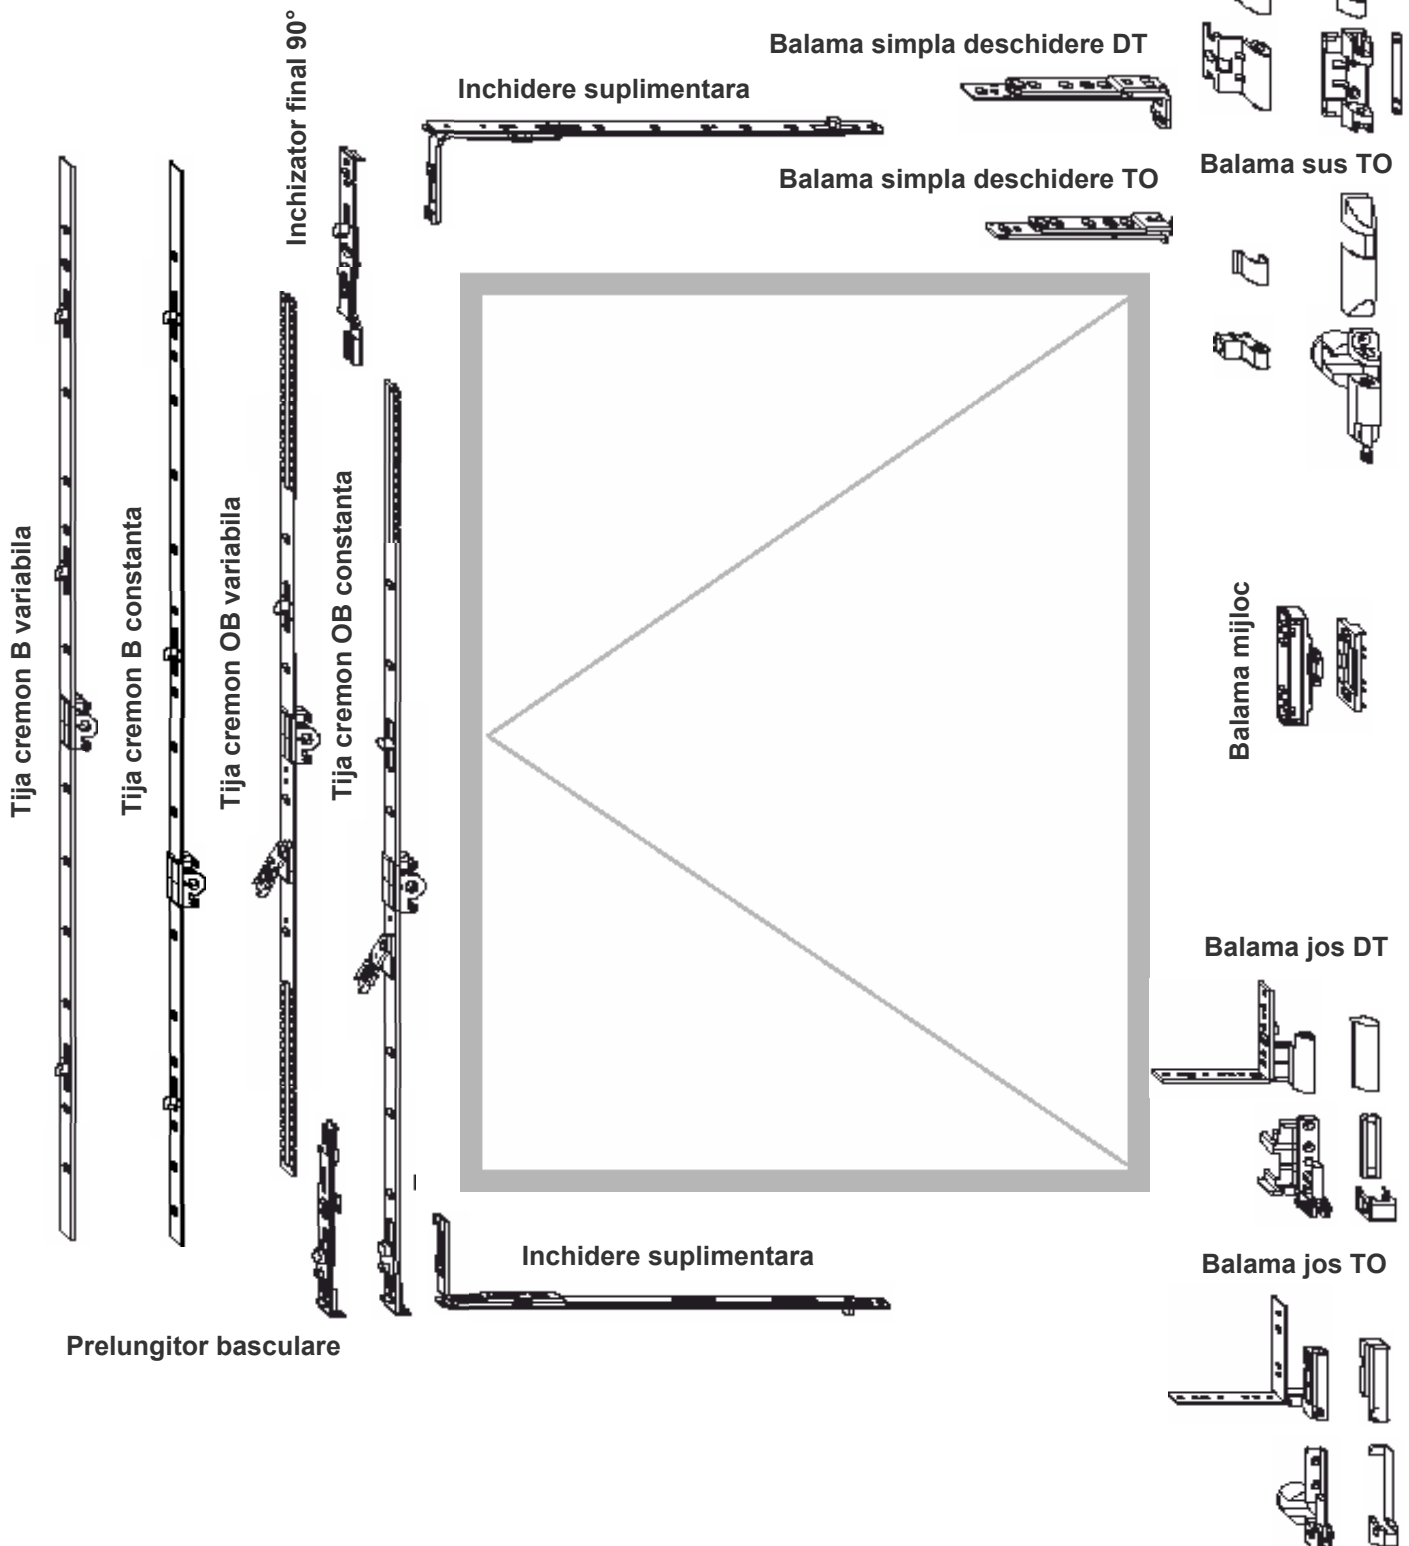 Balama simpla deschidere DT
Inchizator final 90°
Inchidere suplimentara
Balama sus TO
Balama simpla deschidere TO
Tija cremon B variabila
Tija cremon B constanta
Tija cremon OB variabila
Tija cremon OB constanta
Balama mijloc
Balama jos DT
Inchidere suplimentara
Balama jos TO
Prelungitor basculare